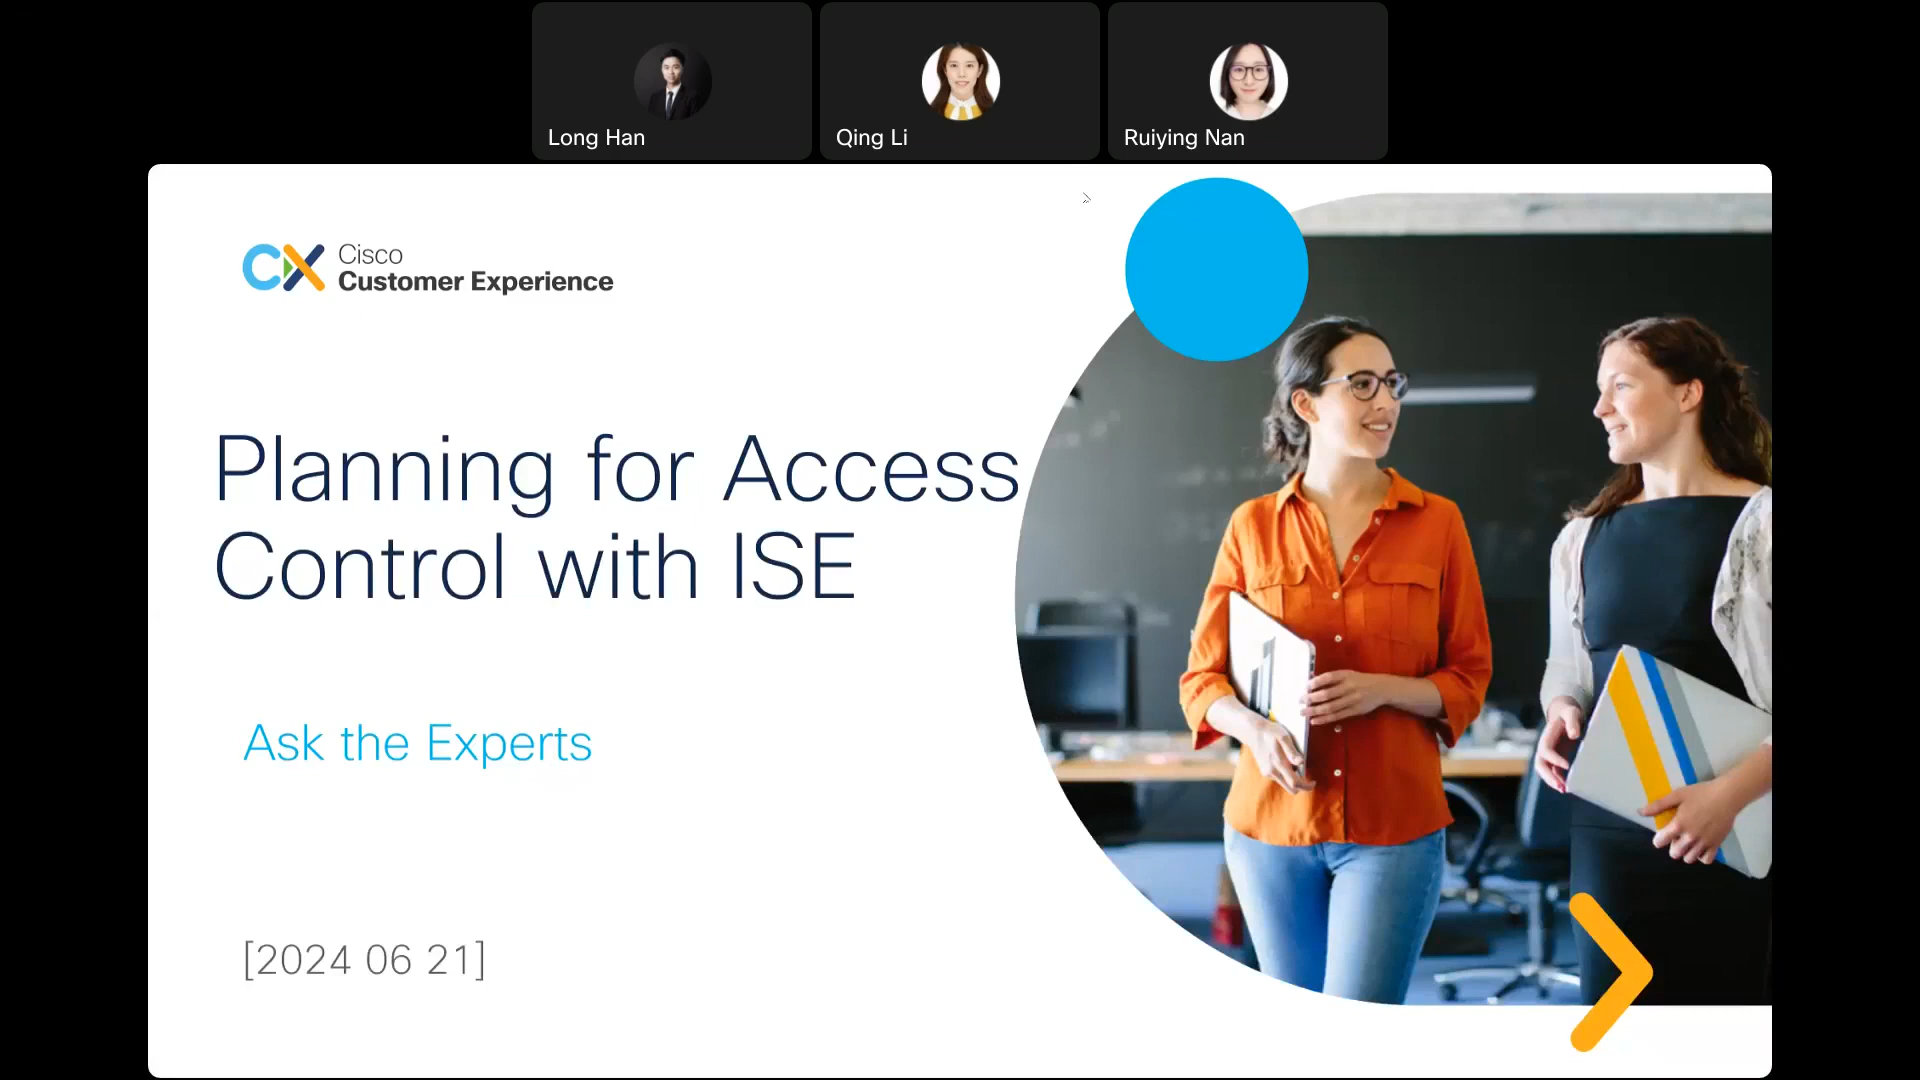 Long Han
Qing Li
Ruiying Nan
CX Cisco
Customer Experience
Planning for Access
Control with ISE
Ask the Experts
[2024 06 21]